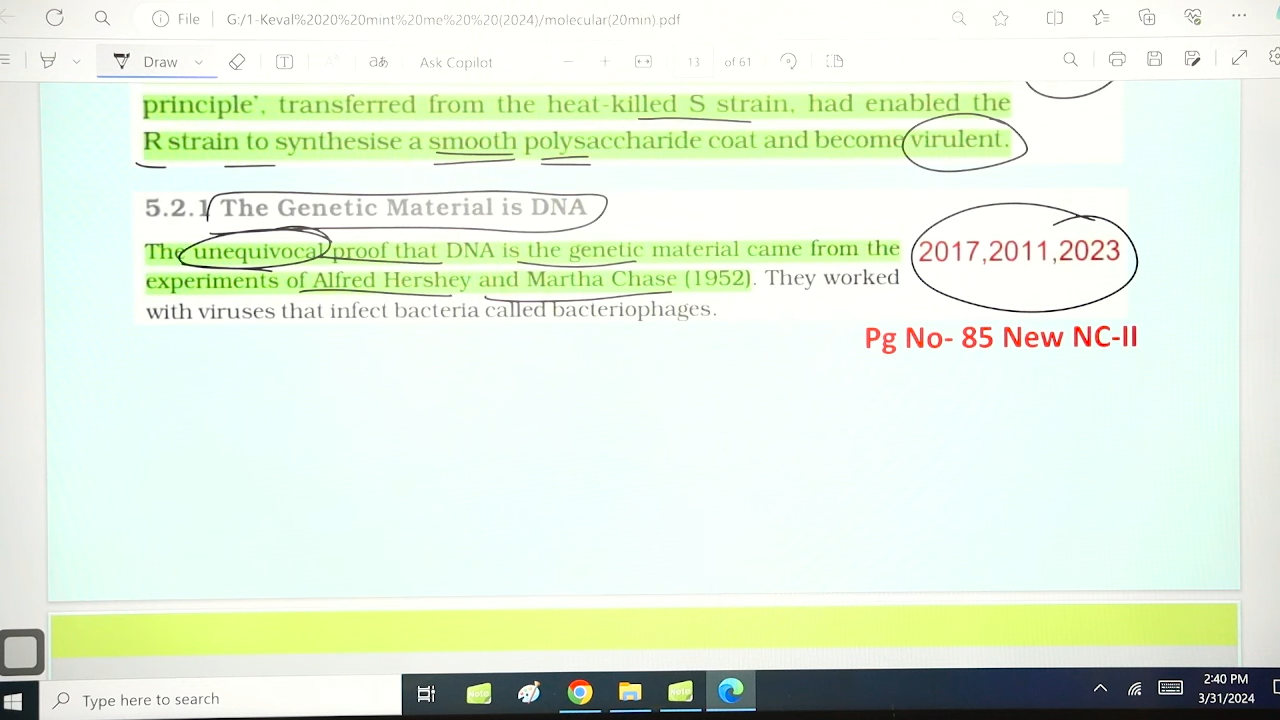 File
G:/1-Keval%2020%20mint%20me%20%20(2024)/molecular(20min).pdf
Draw
Ask Copilot
13 of 61
principle', transferred from the heat-killed S strain, had enabled the
R strain to synthesise a smooth polysaccharide coat and become virulent.
5.2.1 The Genetic Material is DNA
The unequivocal proof that DNA is the genetic material came from the
experiments of Alfred Hershey and Martha Chase (1952). They worked
with viruses that infect bacteria called bacteriophages.
2017,2011,2023
Pg No- 85 New NC-II
Type here to search
Note
Note
2:40 PM
3/31/2024